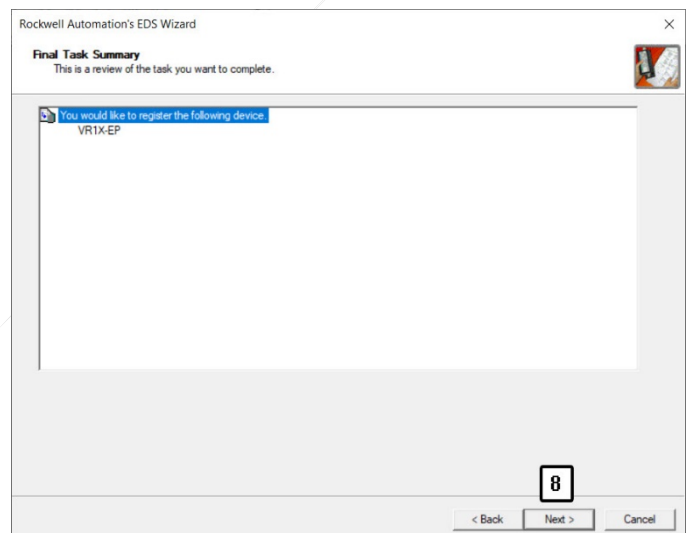 Rockwell Automation's EDS Wizard
Final Task Summary
This is a review of the task you want to complete.
You would like to register the following device.
VR1X-EP
8
< Back Next > Cancel